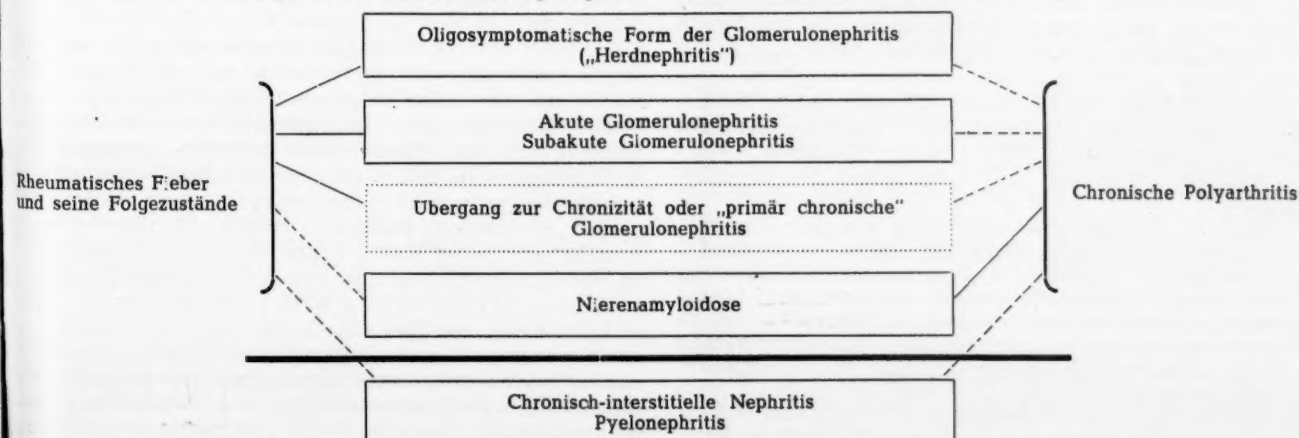 Oligosymptomatische Form der Glomerulonephritis
(„Herdnephritis")
Akute Glomerulonephritis
Subakute Glomerulonephritis
Rheumatisches Fieber
und seine Folgezustände
Übergang zur Chronizität oder „primär chronische"
Glomerulonephritis
Chronische Polyarthritis
Nierenamyloidose
Chronisch-interstitielle Nephritis
Pyelonephritis